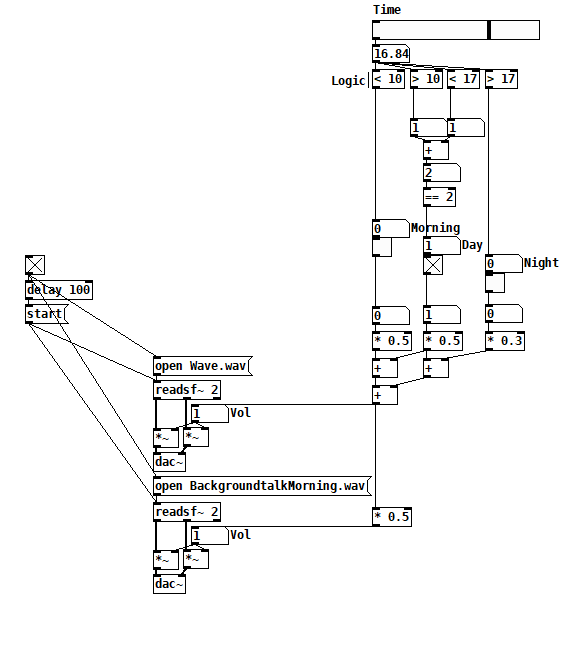 Time
16.84
Logic
< 10
> 10
< 17
> 17
1
1
+
2
== 2
0
Morning
1
Day
0
Night
delay 100
start
0
1
0
* 0.5
* 0.5
* 0.3
open Wave.wav
+
+
readsf~ 2
+
1
Vol
*~
*~
dac~
open BackgroundtalkMorning.wav
readsf~ 2
* 0.5
1
Vol
*~
*~
dac~